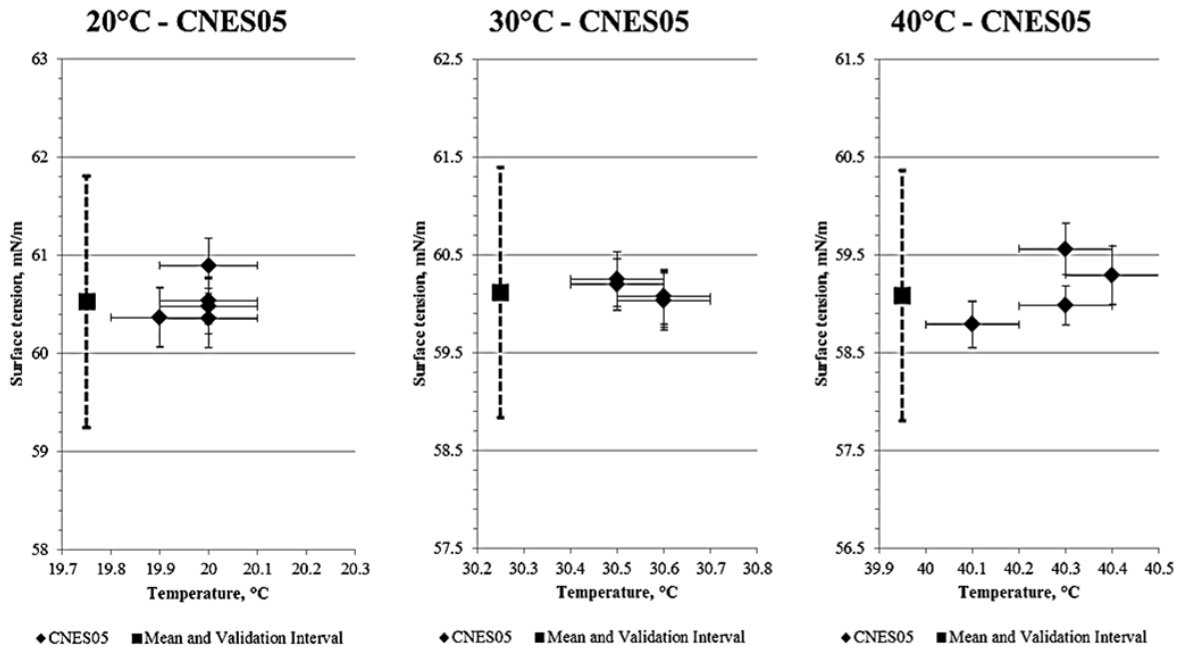 20°C - CNES05
63
62
61
60
59
58
Surface tension, mN/m
19.7 19.8 19.9 20 20.1 20.2 20.3
Temperature, °C
◆CNES05 ■Mean and Validation Interval
30°C - CNES05
62.5
61.5
60.5
59.5
58.5
57.5
Surface tension, mN/m
30.2 30.3 30.4 30.5 30.6 30.7 30.8
Temperature, °C
◆CNES05 ■Mean and Validation Interval
40°C - CNES05
61.5
60.5
59.5
58.5
57.5
56.5
Surface tension, mN/m
39.9 40 40.1 40.2 40.3 40.4 40.5
Temperature, °C
◆CNES05 ■Mean and Validation Interval